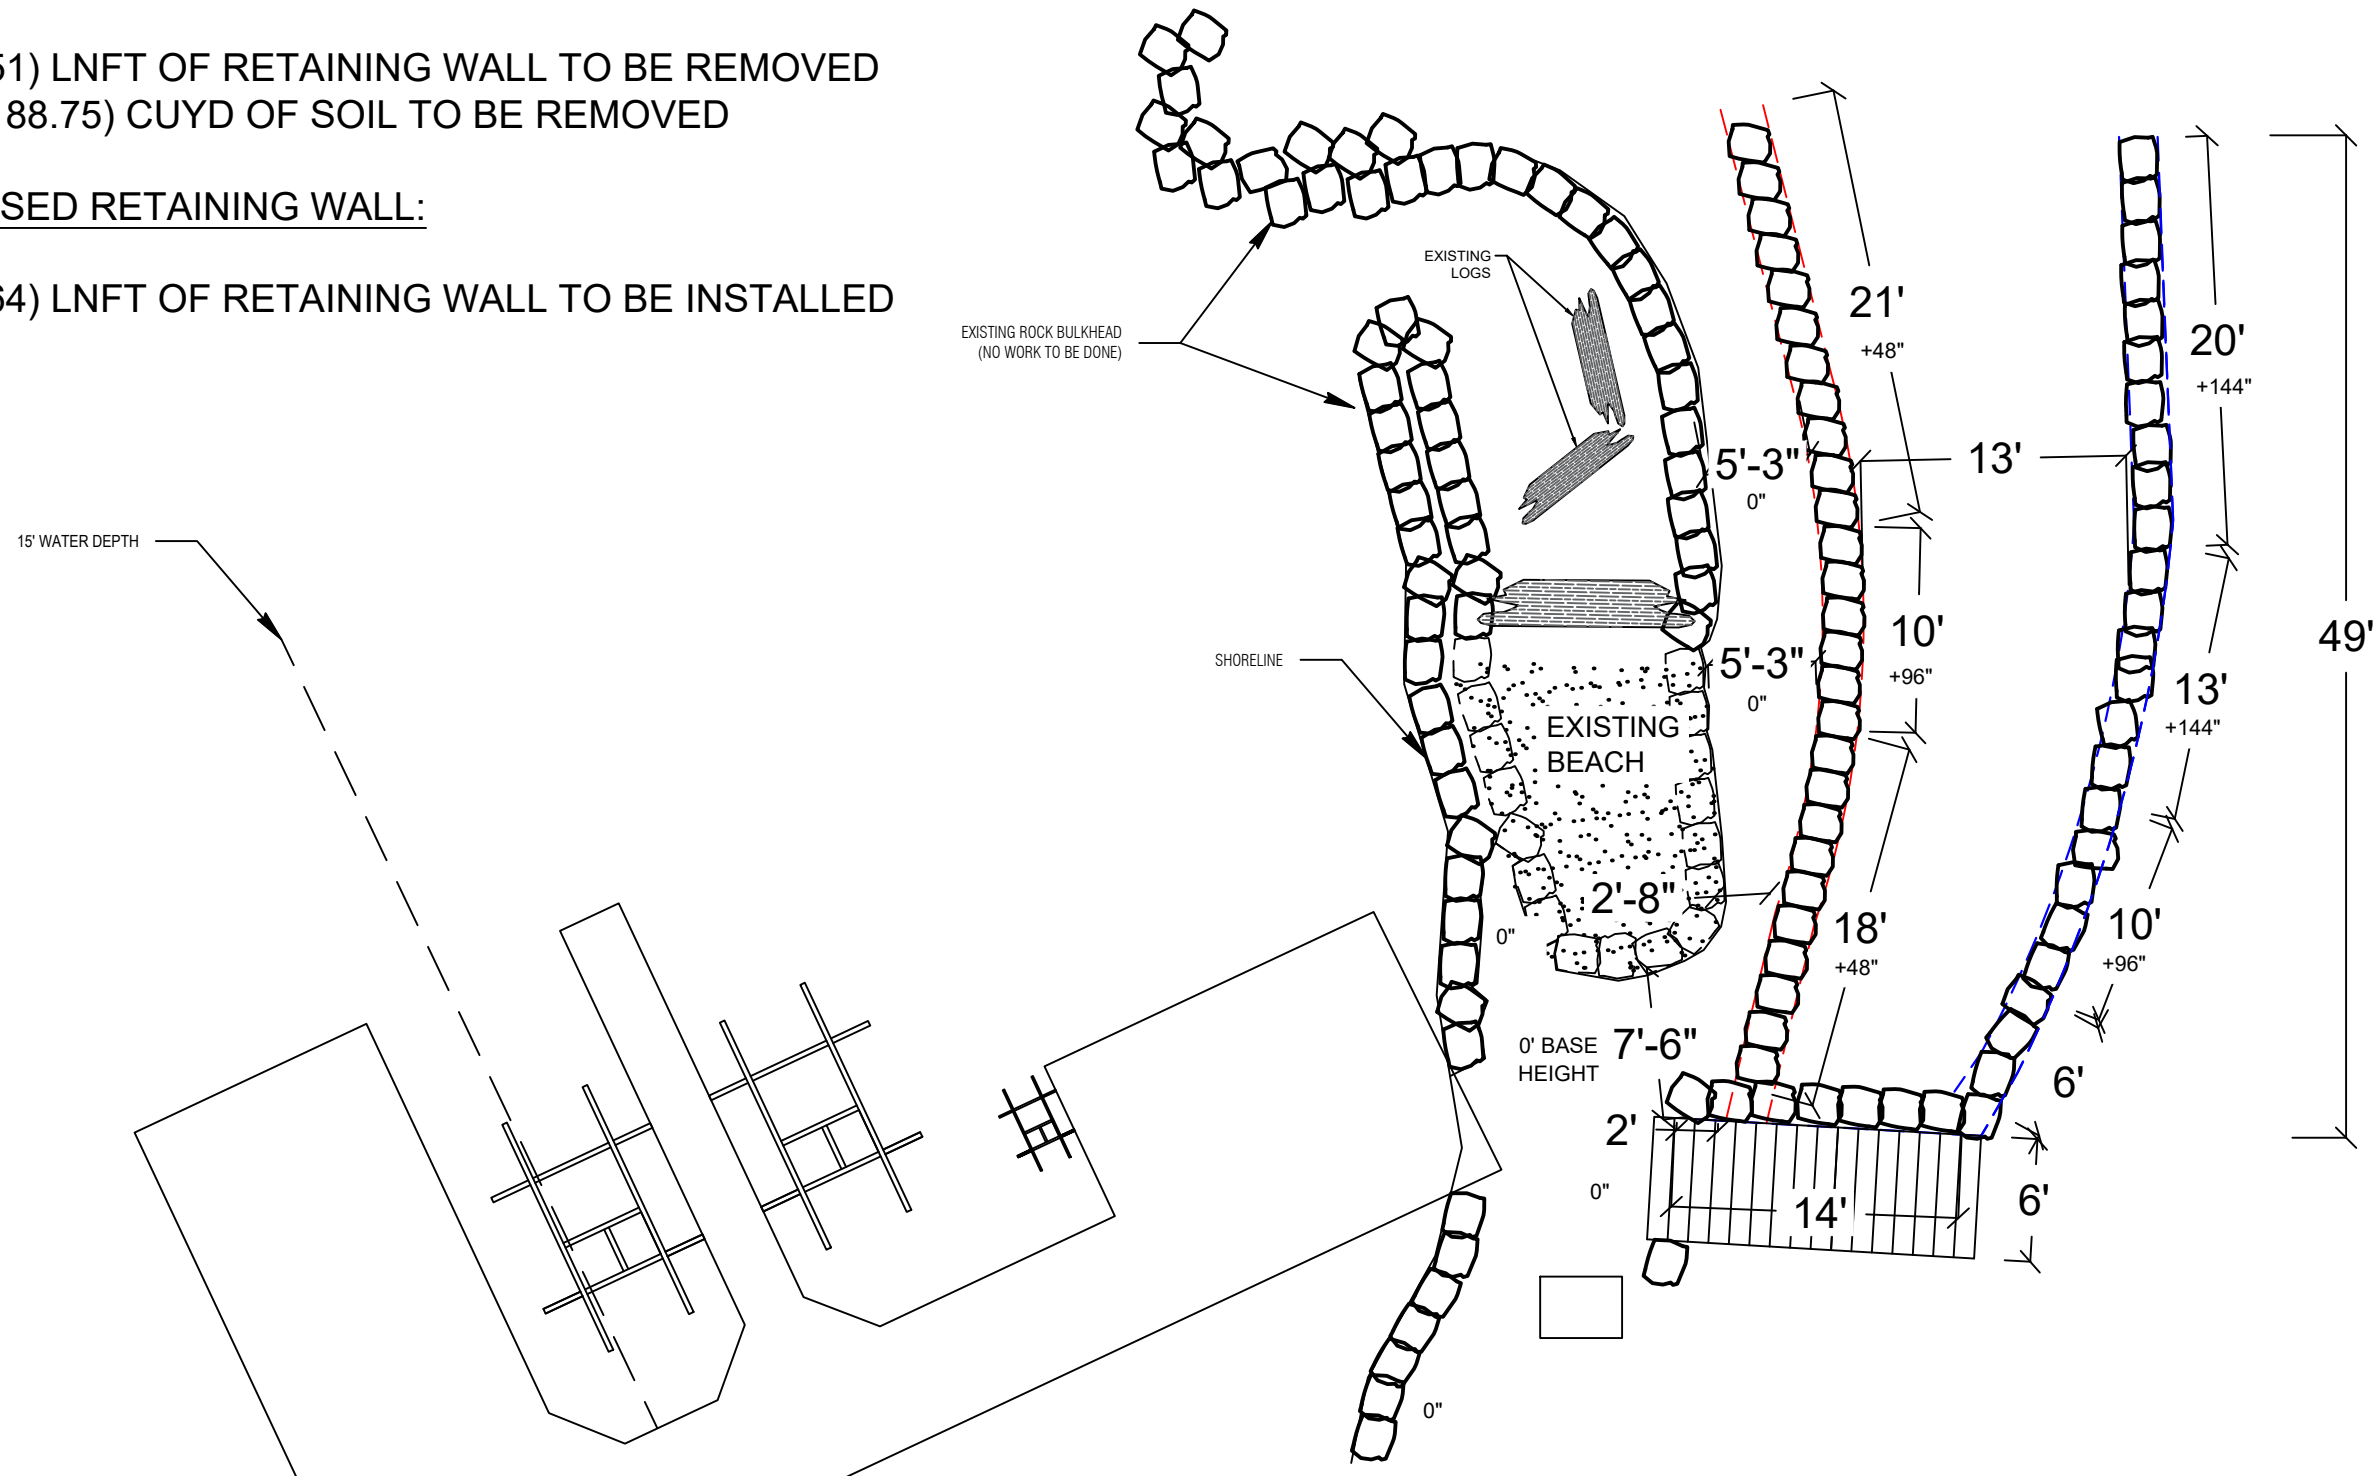 51) LNFT OF RETAINING WALL TO BE REMOVED
188.75) CUYD OF SOIL TO BE REMOVED
SED RETAINING WALL:
64) LNFT OF RETAINING WALL TO BE INSTALLED
EXISTING
LOGS
EXISTING ROCK BULKHEAD
(NO WORK TO BE DONE)
21'
+48"
20'
+144"
5'-3"
0"
13'
15' WATER DEPTH
SHORELINE
5'-3"
0"
10'
+96"
49'
13'
+144"
EXISTING
BEACH
2'-8"
0"
18'
+48"
10'
+96"
0' BASE
HEIGHT
7'-6"
6'
2'
0"
14'
6'
0"